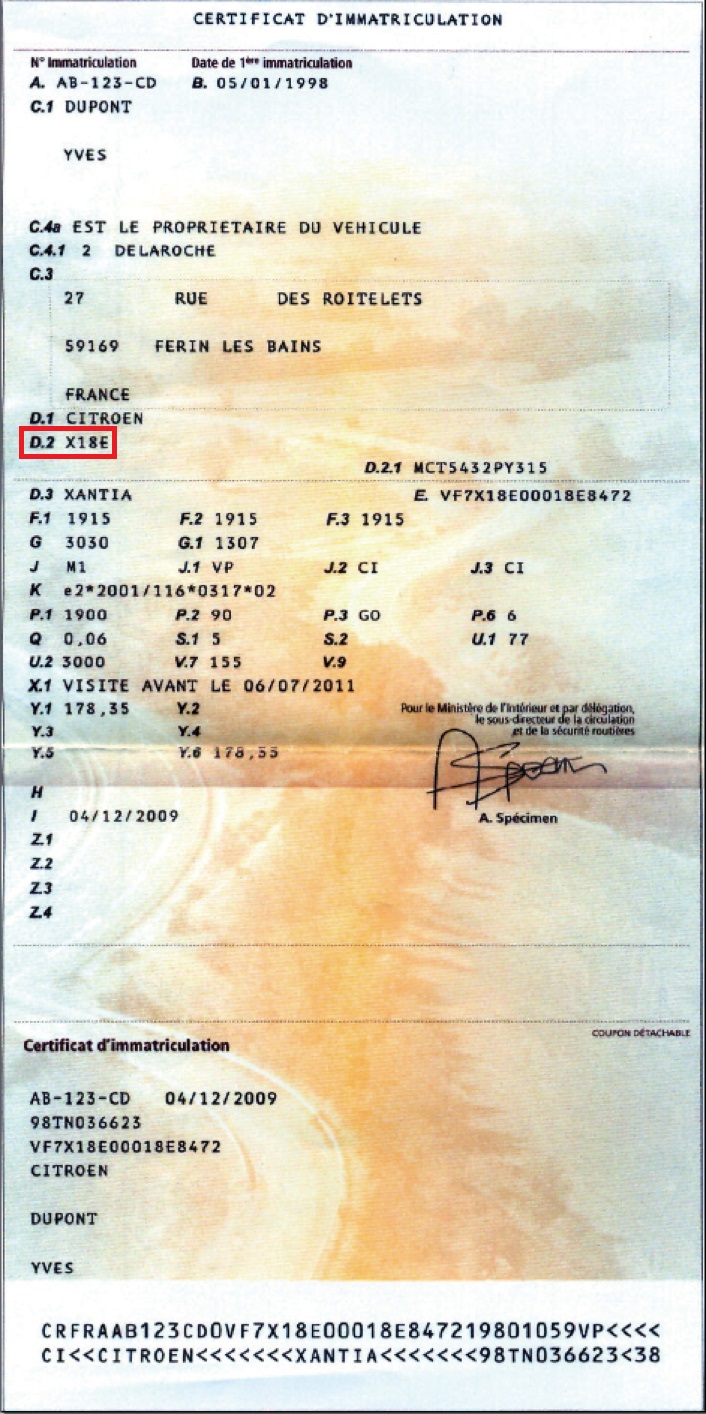 CERTIFICAT D'IMMATRICULATION
N° Immatriculation Date de 1ère immatriculation
A. AB-123-CD B. 05/01/1998
C.1 DUPONT
YVES
C.4a EST LE PROPRIETAIRE DU VEHICULE
C.4.1 2 DELAROCHE
C.3
27 RUE DES ROITELETS
59169 FERIN LES BAINS
FRANCE
D.1 CITROEN
D.2 X18E
D.2.1 MCT5432PY315
D.3 XANTIA E. VF7X18E00018E8472
F.1 1915 F.2 1915 F.3 1915
G 3030 G.1 1307
J M1 J.1 VP J.2 CI J.3 CI
K e2*2001/116*0317*02
P.1 1900 P.2 90 P.3 GO P.6 6
Q 0,06 S.1 5 S.2 U.1 77
U.2 3000 V.7 155 V.9
X.1 VISITE AVANT LE 06/07/2011
Y.1 178,35 Y.2 Pour le Ministère de l'Intérieur et par délégation,
le sous-directeur de la circulation
Y.3 Y.4 et de la sécurité routières
Y.5 Y.6 178,35
H
I 04/12/2009 A. Spécimen
Z.1
Z.2
Z.3
Z.4
COUPON DÉTACHABLE
Certificat d'immatriculation
AB-123-CD 04/12/2009
98TN036623
VF7X18E00018E8472
CITROEN
DUPONT
YVES
CRFRAAB123CD0VF7X18E00018E847219801059VP<<<<
CI<<CITROEN<<<<<<<XANTIA<<<<<<<98TN036623<38